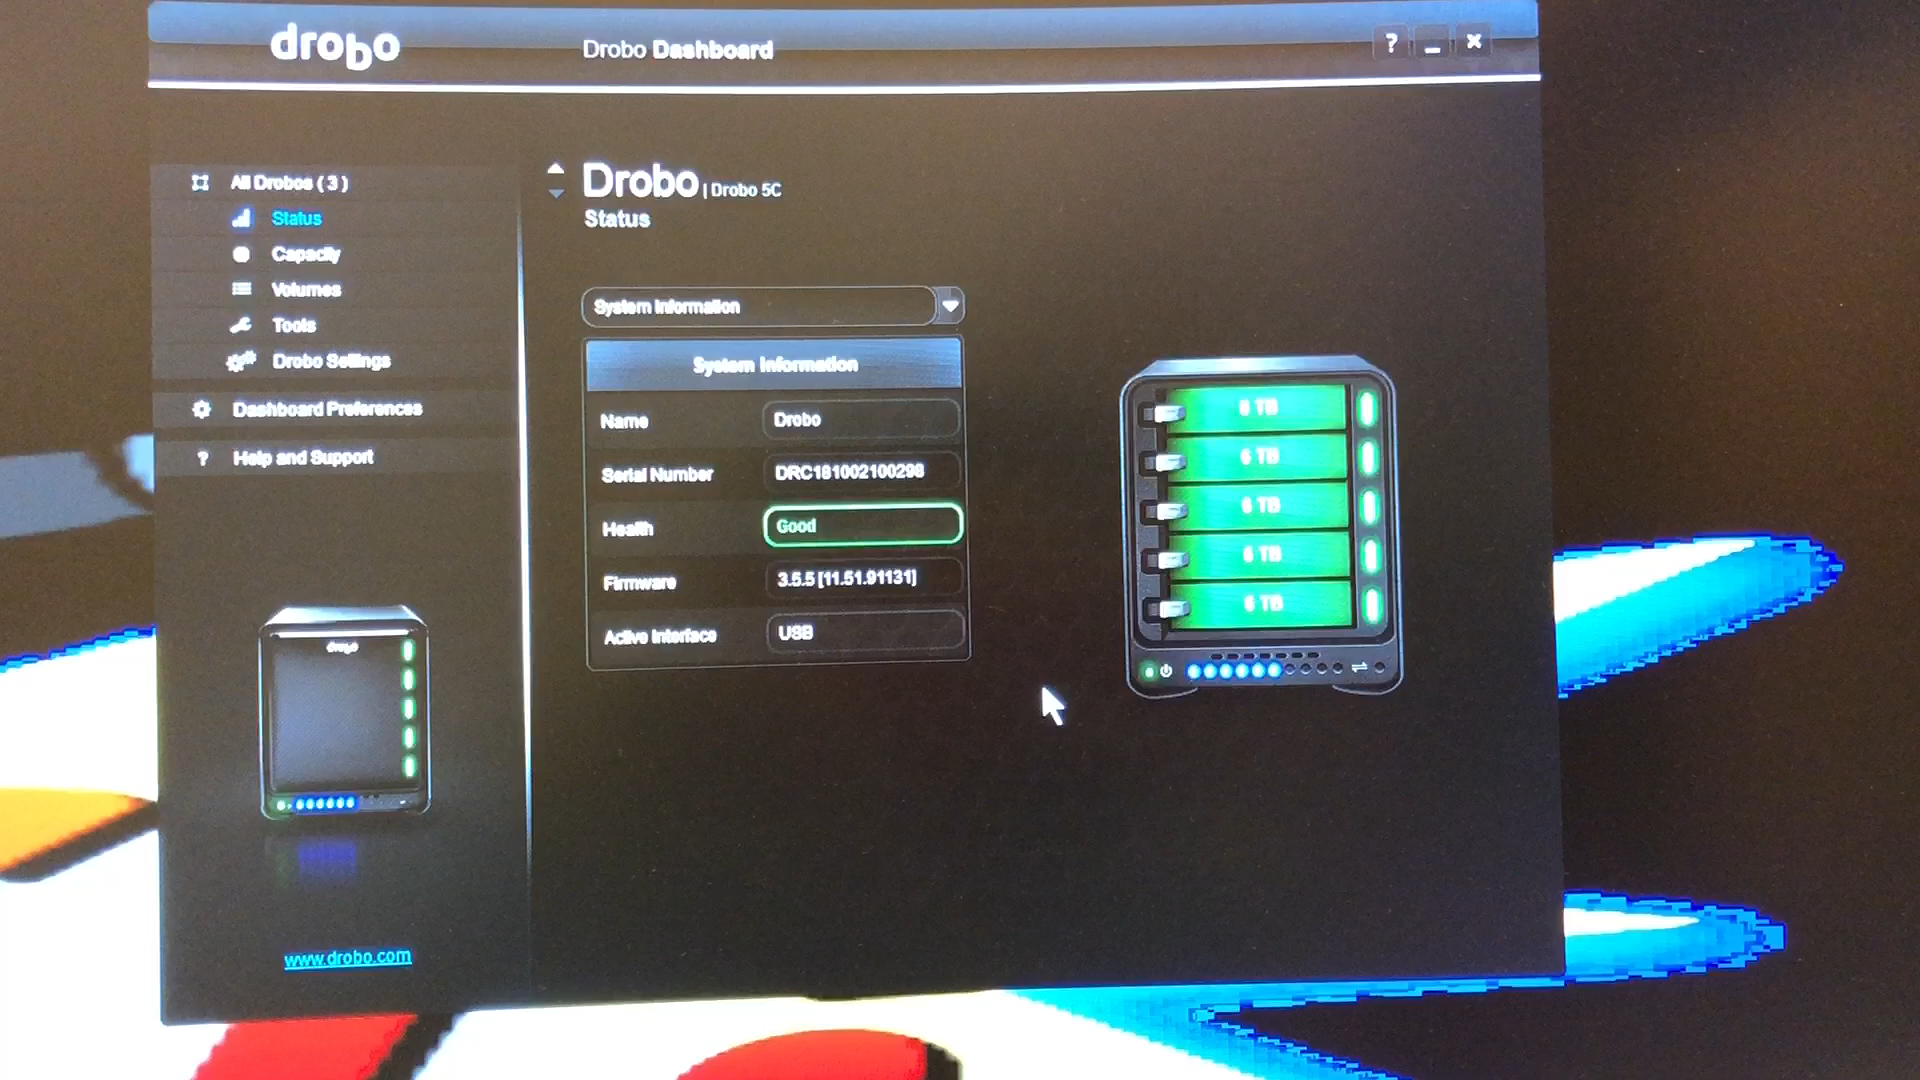 drobo
Drobo Dashboard
? _ X
All Drobos ( 3 )
Status
Capacity
Volumes
Tools
Drobo Settings
Dashboard Preferences
? Help and Support
drobo
www.drobo.com
Drobo | Drobo 5C
Status
System Information
System Information
Name Drobo
Serial Number DRC181002100298
Health Good
Firmware 3.5.5 [11.51.91131]
Active Interface USB
TB
6 TB
6 TB
6 TB
6 TB